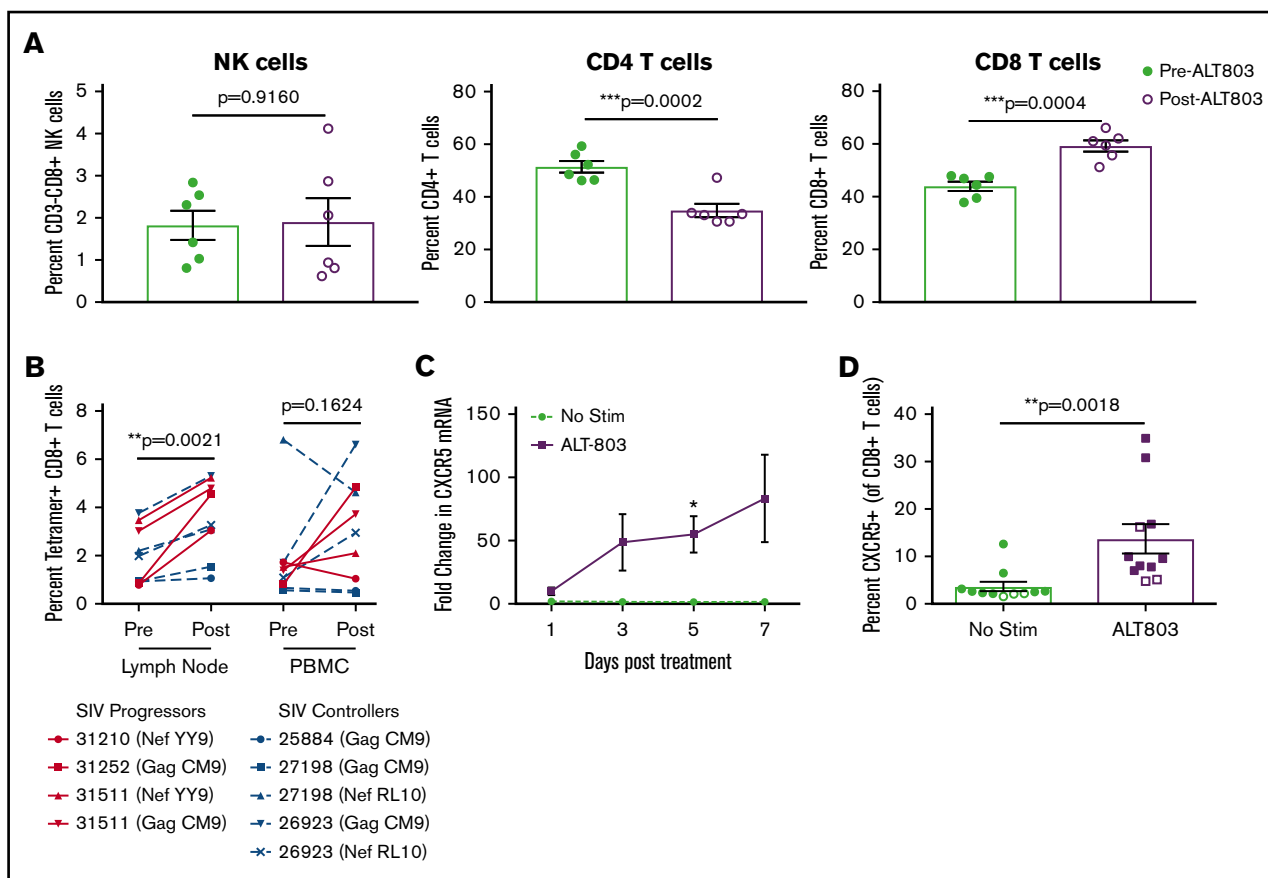 A
NK cells
p=0.9160
Percent CD3-CD8+ NK cells
5
4
3
2
1
0
CD4 T cells
***p=0.0002
Percent CD4+ T cells
80
60
40
20
0
CD8 T cells
***p=0.0004
Percent CD8+ T cells
80
60
40
20
0
Pre-ALT803
Post-ALT803
B
Percent Tetramer+ CD8+ T cells
8
6
4
2
0
**p=0.0021
p=0.1624
Pre Post Pre Post
Lymph Node PBMC
SIV Progressors
31210 (Nef YY9)
31252 (Gag CM9)
31511 (Nef YY9)
31511 (Gag CM9)
SIV Controllers
25884 (Gag CM9)
27198 (Gag CM9)
27198 (Nef RL10)
26923 (Gag CM9)
26923 (Nef RL10)
C
Fold Change in CXCR5 mRNA
150
100
50
0
No Stim
ALT-803
*
1 3 5 7
Days post treatment
D
Percent CXCR5+ (of CD8+ T cells)
40
30
20
10
0
**p=0.0018
No Stim ALT803